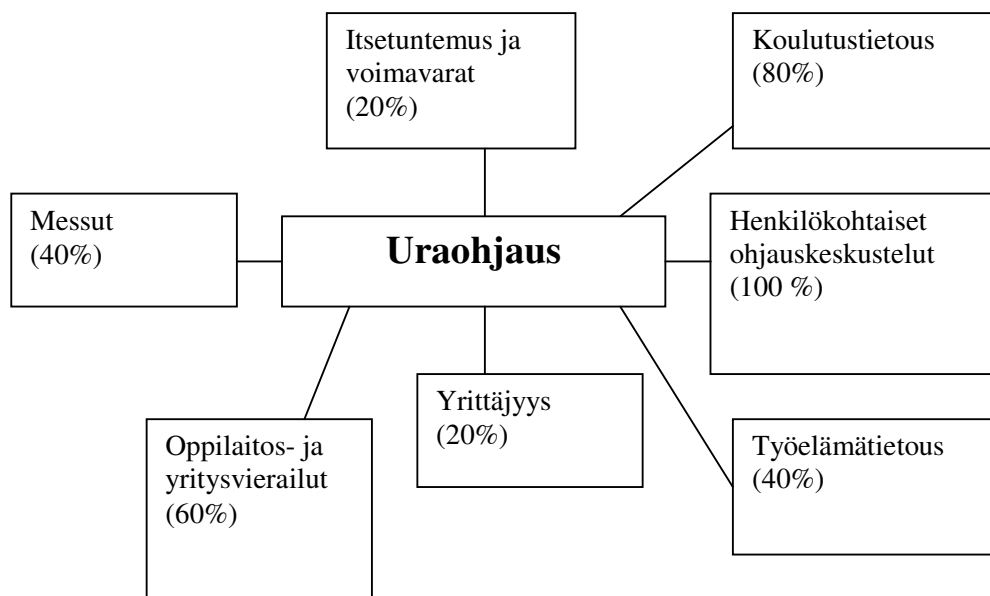 Itsetuntemus ja
voimavarat
(20%)
Koulutustietous
(80%)
Messut
(40%)
Uraohjaus
Henkilökohtaiset
ohjauskeskustelut
(100 %)
Oppilaitos- ja
yritysvierailut
(60%)
Yrittäjyys
(20%)
Työelämätietous
(40%)